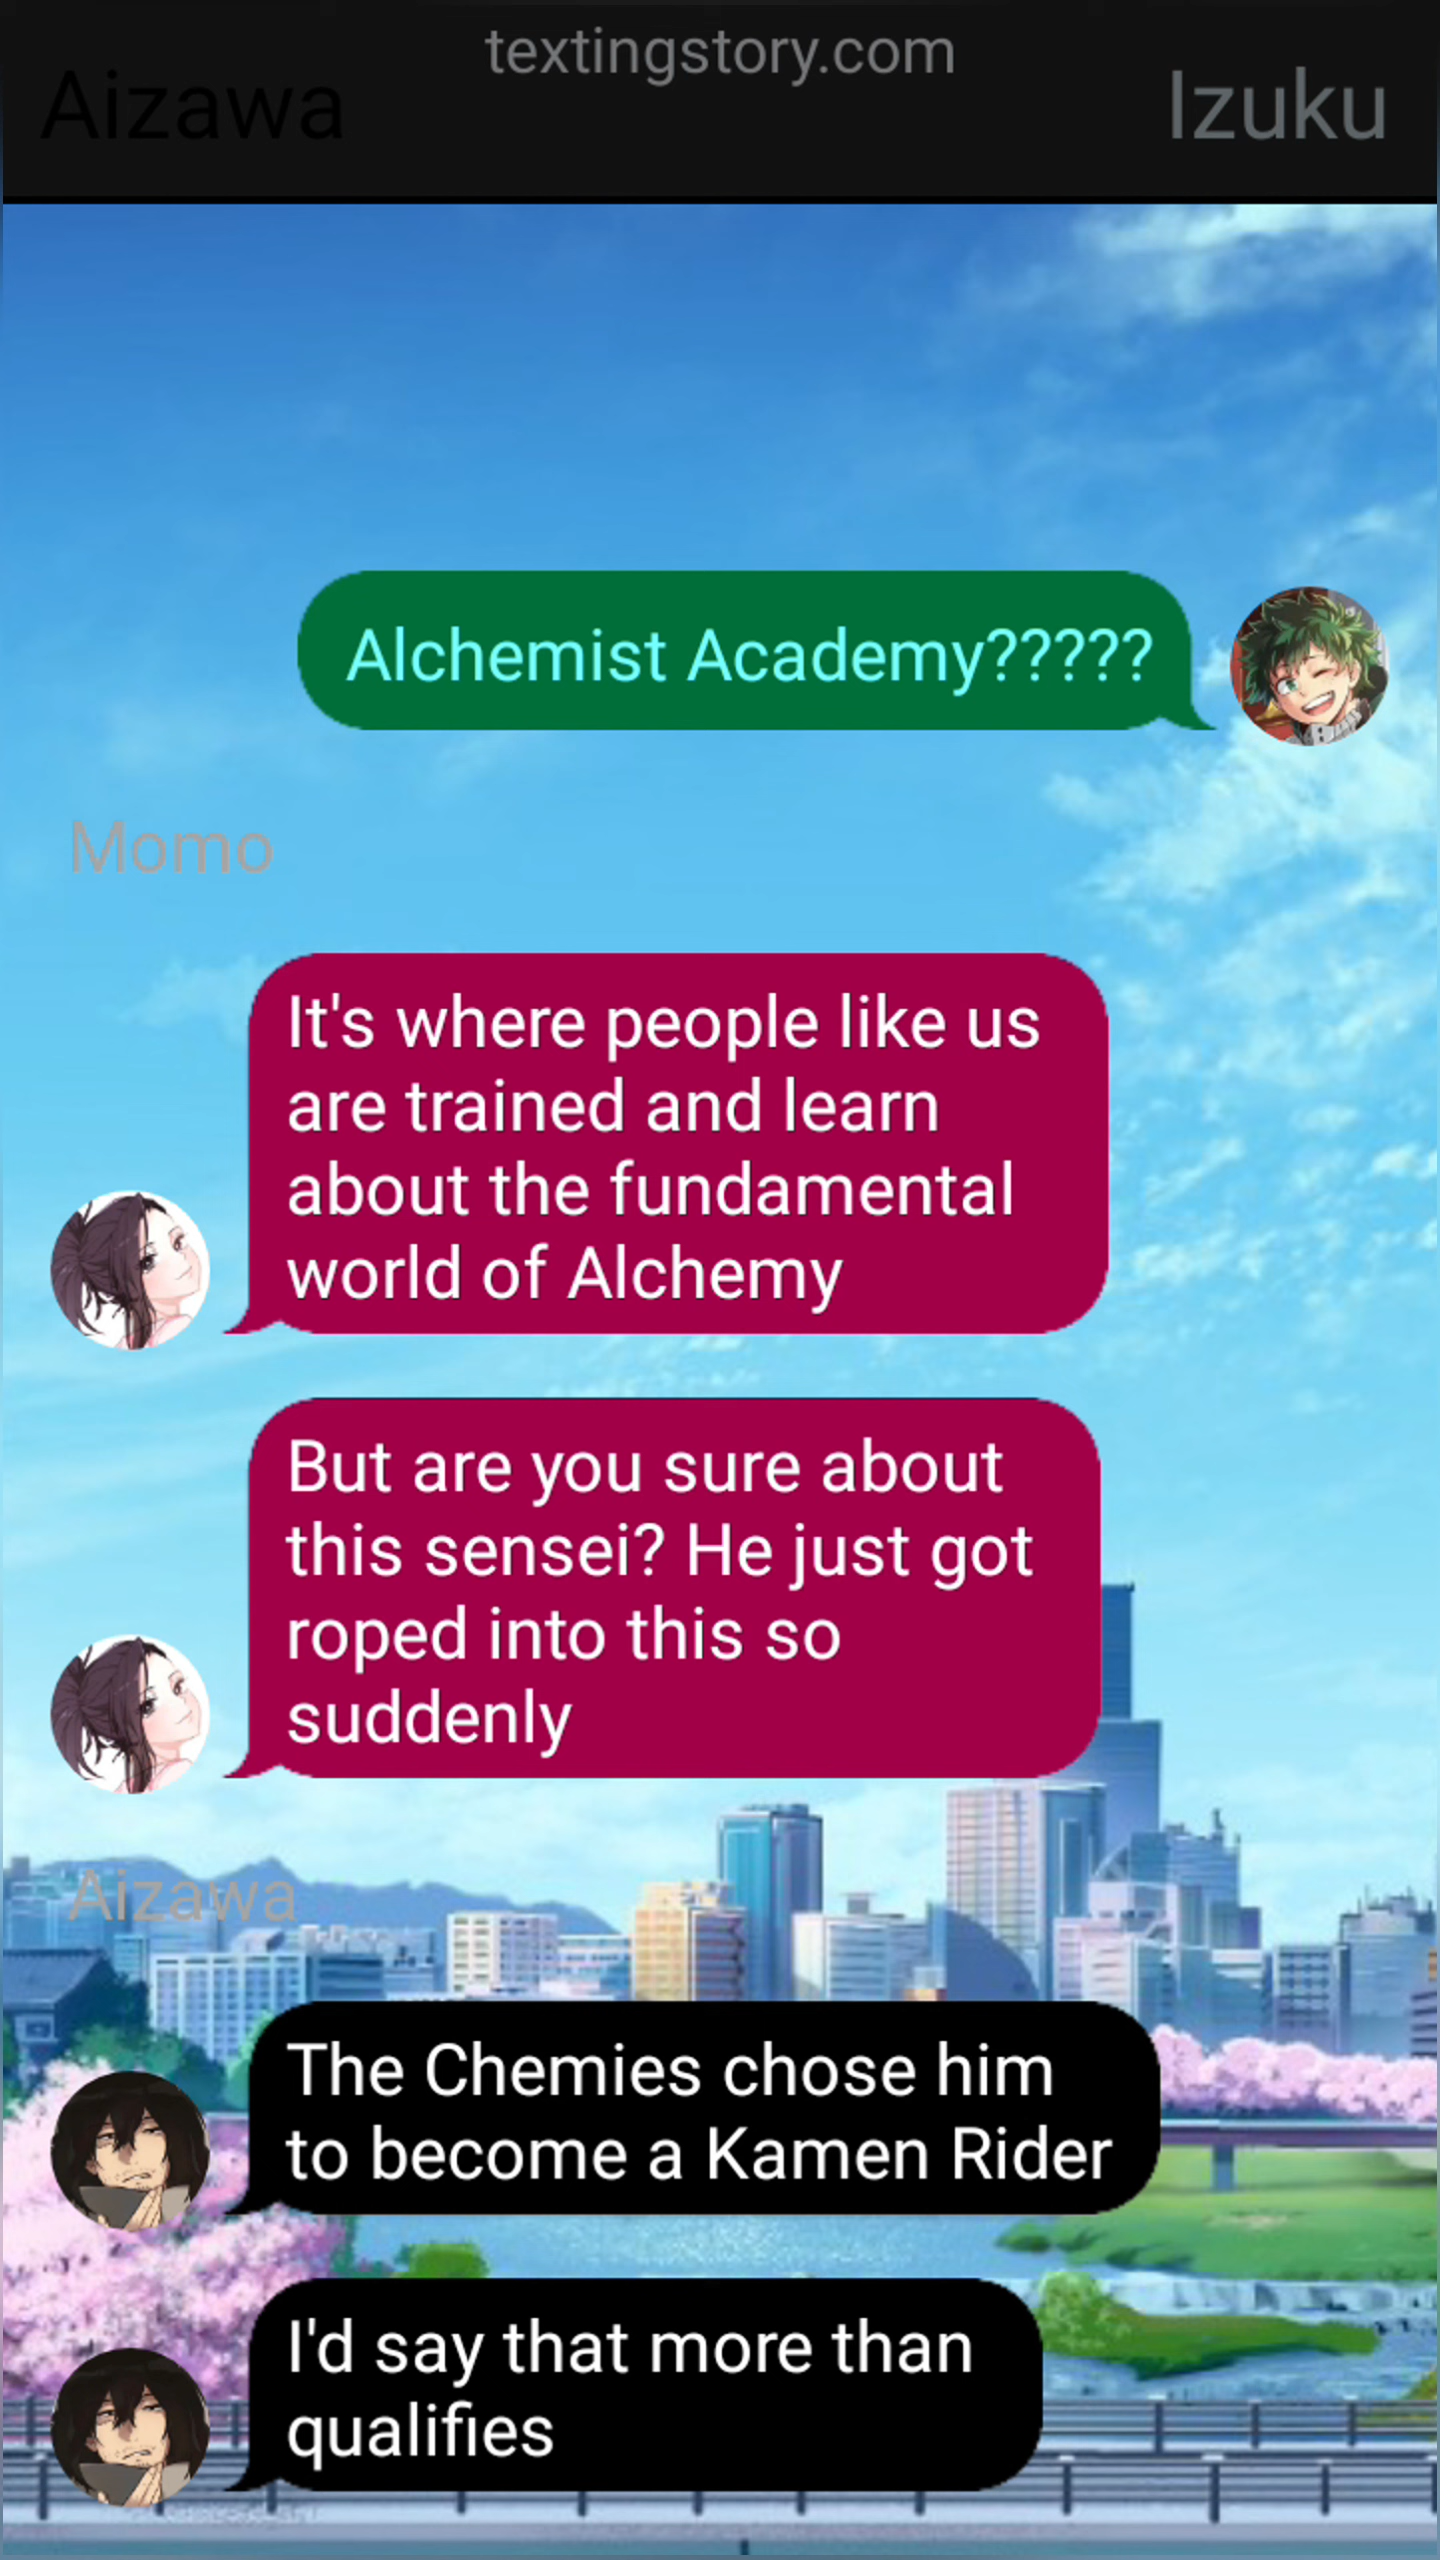 textingstory.com
Aizawa
Izuku
Alchemist Academy?????
Momo
It's where people like us
are trained and learn
about the fundamental
world of Alchemy
But are you sure about
this sensei? He just got
roped into this so
suddenly
Aizawa
The Chemies chose him
to become a Kamen Rider
I'd say that more than
qualifies